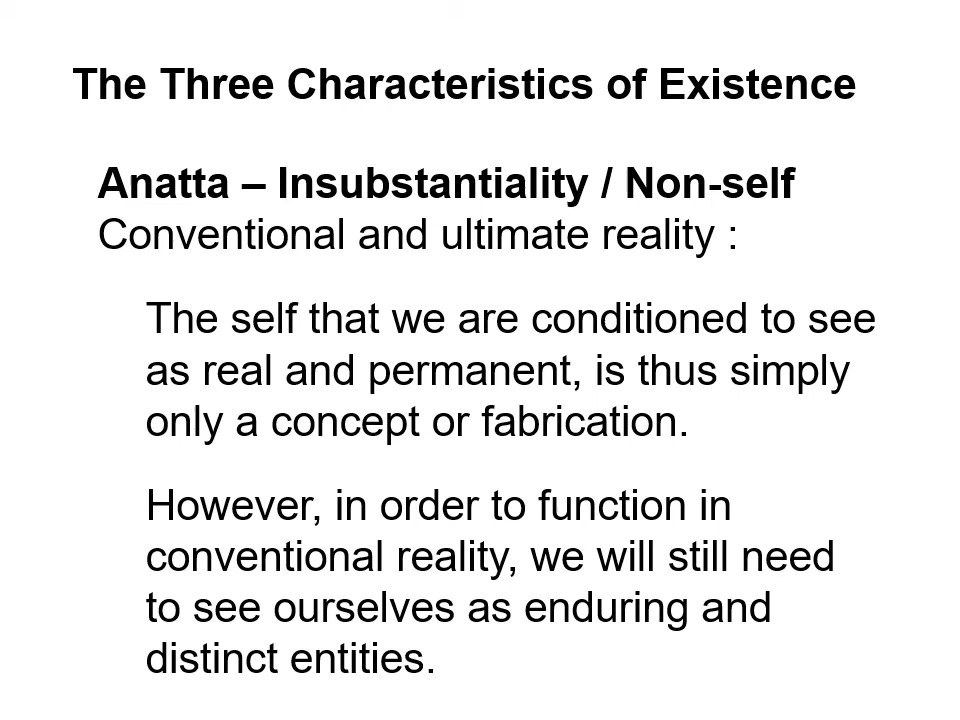 The Three Characteristics of Existence
Anatta – Insubstantiality / Non-self
Conventional and ultimate reality :
The self that we are conditioned to see
as real and permanent, is thus simply
only a concept or fabrication.
However, in order to function in
conventional reality, we will still need
to see ourselves as enduring and
distinct entities.